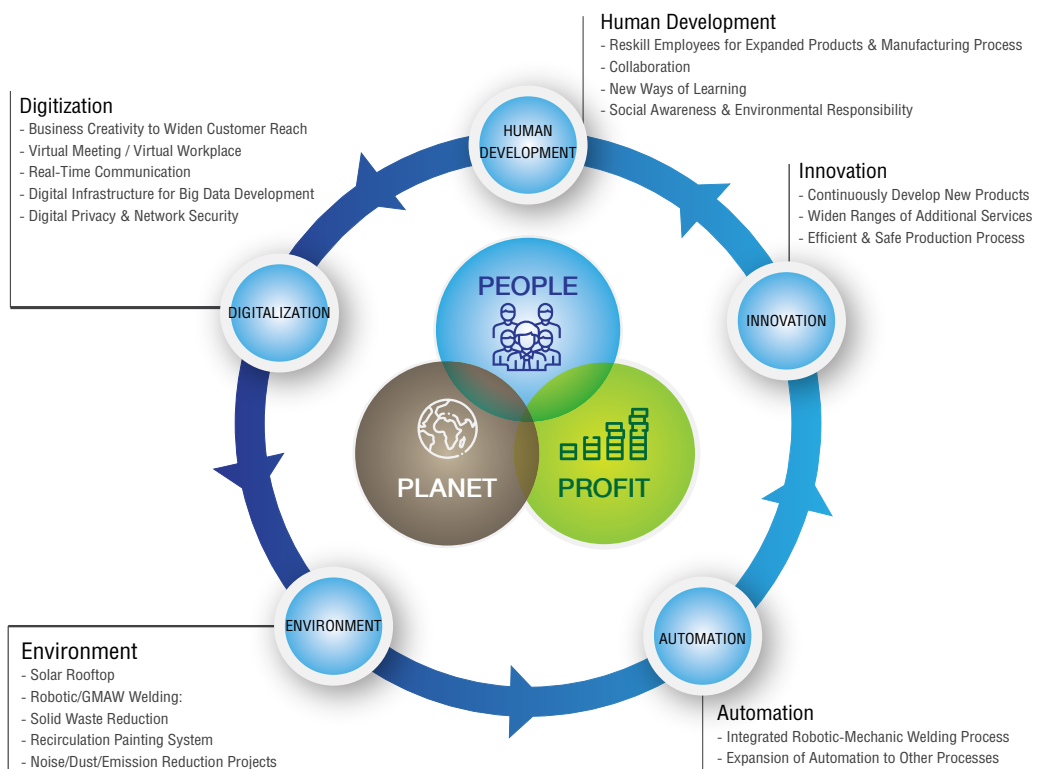 Human Development
- Reskill Employees for Expanded Products & Manufacturing Process
- Collaboration
- New Ways of Learning
- Social Awareness & Environmental Responsibility
Digitization
- Business Creativity to Widen Customer Reach
- Virtual Meeting / Virtual Workplace
- Real-Time Communication
- Digital Infrastructure for Big Data Development
- Digital Privacy & Network Security
Innovation
- Continuously Develop New Products
- Widen Ranges of Additional Services
- Efficient & Safe Production Process
HUMAN
DEVELOPMENT
DIGITALIZATION
INNOVATION
PEOPLE
PLANET
PROFIT
ENVIRONMENT
AUTOMATION
Environment
- Solar Rooftop
- Robotic/GMAW Welding:
- Solid Waste Reduction
- Recirculation Painting System
- Noise/Dust/Emission Reduction Projects
Automation
- Integrated Robotic-Mechanic Welding Process
- Expansion of Automation to Other Processes